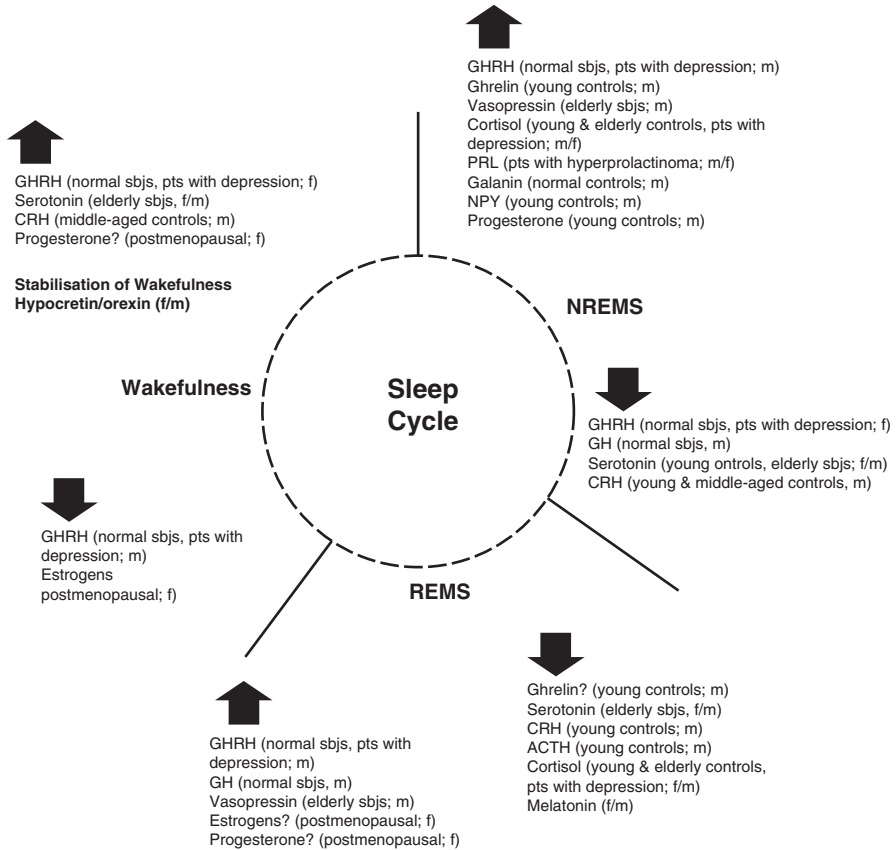 GHRH (normal sbjs, pts with depression; m)
Ghrelin (young controls; m)
Vasopressin (elderly sbjs; m)
Cortisol (young & elderly controls, pts with
depression; m/f)
PRL (pts with hyperprolactinoma; m/f)
Galanin (normal controls; m)
NPY (young controls; m)
Progesterone (young controls; m)
GHRH (normal sbjs, pts with depression; f)
Serotonin (elderly sbjs, f/m)
CRH (middle-aged controls; m)
Progesterone? (postmenopausal; f)
Stabilisation of Wakefulness
Hypocretin/orexin (f/m)
NREMS
Wakefulness
Sleep
Cycle
GHRH (normal sbjs, pts with depression; f)
GH (normal sbjs, m)
Serotonin (young ontrols, elderly sbjs; f/m)
CRH (young & middle-aged controls, m)
GHRH (normal sbjs, pts with
depression; m)
Estrogens
postmenopausal; f)
REMS
Ghrelin? (young controls; m)
Serotonin (elderly sbjs, f/m)
CRH (young controls; m)
ACTH (young controls; m)
Cortisol (young & elderly controls,
pts with depression; f/m)
Melatonin (f/m)
GHRH (normal sbjs, pts with
depression; m)
GH (normal sbjs, m)
Vasopressin (elderly sbjs; m)
Estrogens? (postmenopausal; f)
Progesterone? (postmenopausal; f)